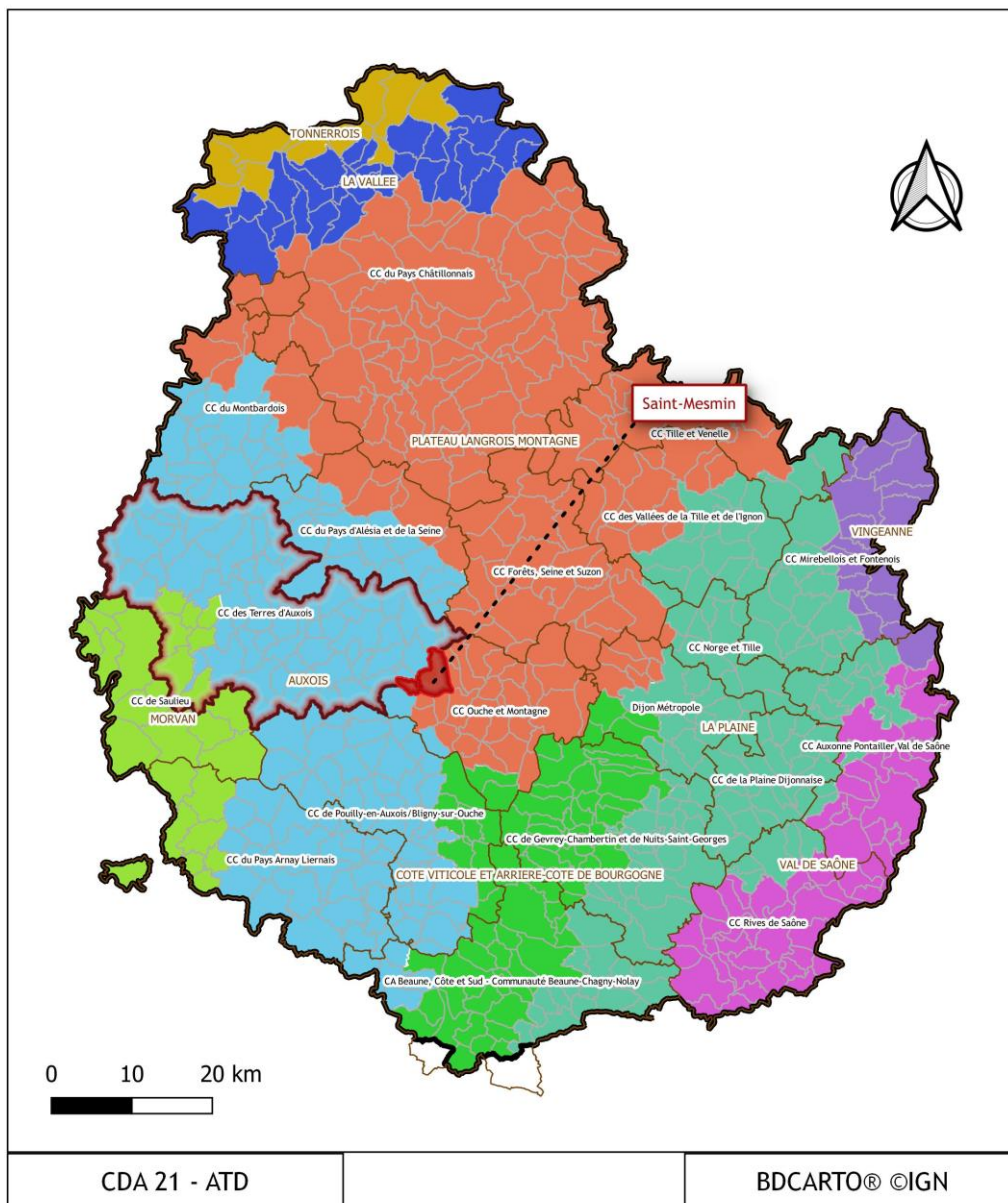 TONNERROIS
LA VALLEE
CC du Pays Châtillonnais
Saint-Mesmin
CC du Montbardois
CC Tille et Venelle
PLATEAU LANGROIS MONTAGNE
CC des Vallées de la Tille et de l'Ignon
CC du Pays d'Alésia et de la Seine
VINGEANNE
CC Mirebellois et Fontenois
CC Forêts, Seine et Suzon
CC des Terres d'Auxois
CC Norge et Tille
AUXOIS
CC de Saulieu
MORVAN
CC Ouche et Montagne
Dijon Métropole
LA PLAINE
CC Auxonne Pontailler Val de Saône
CC de la Plaine Dijonnaise
CC de Pouilly-en-Auxois/Bligny-sur-Ouche
CC de Gevrey-Chambertin et de Nuits-Saint-Georges
CC du Pays Arnay Liernais
VAL DE SAÔNE
COTE VITICOLE ET ARRIERE-COTE DE BOURGOGNE
CC Rives de Saône
CA Beaune, Côte et Sud - Communauté Beaune-Chagny-Nolay
0 10 20 km
CDA 21 - ATD
BDCARTO® ©IGN